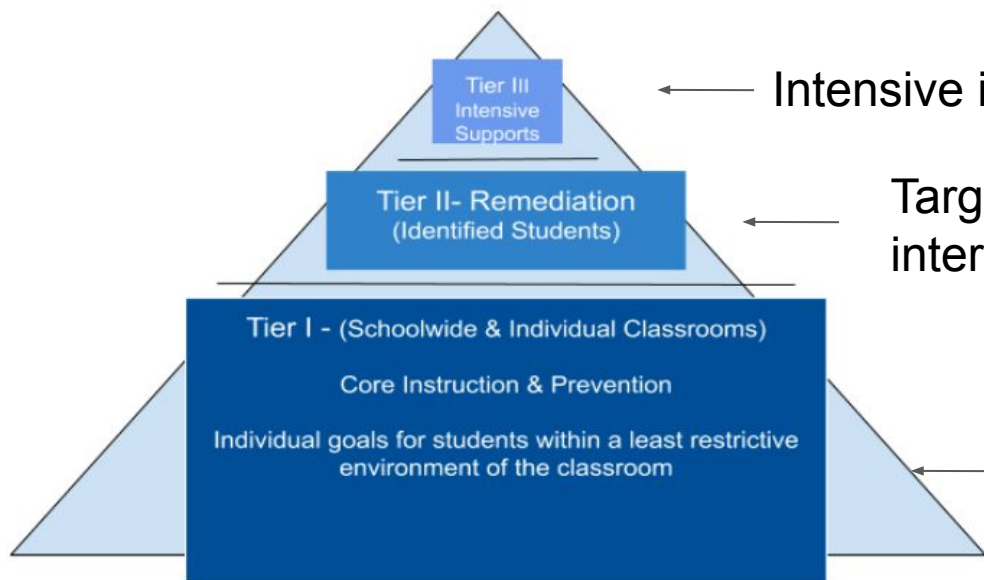 Tier III
Intensive
Supports
Intensive i
Tier II- Remediation
(Identified Students)
Targ
inter
Tier I - (Schoolwide & Individual Classrooms)
Core Instruction & Prevention
Individual goals for students within a least restrictive
environment of the classroom